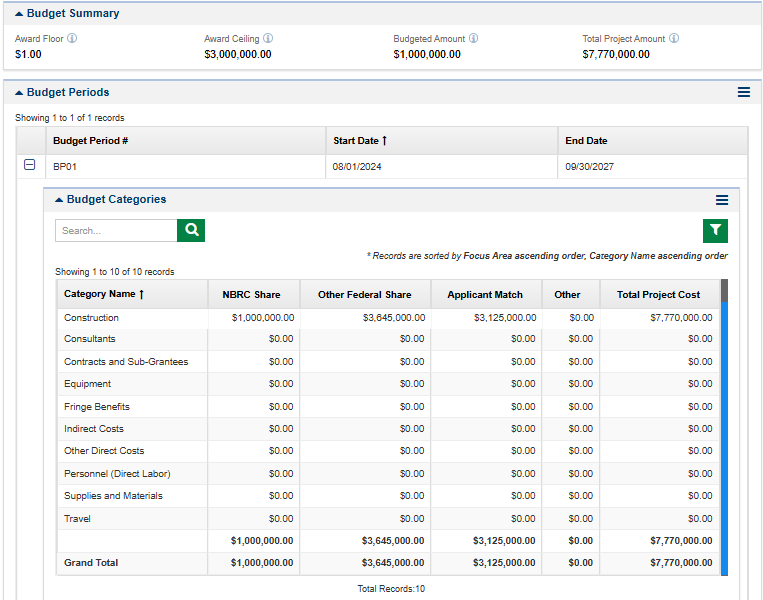 Budget Summary
Award Floor Award Ceiling Budgeted Amount Total Project Amount
$1.00 $3,000,000.00 $1,000,000.00 $7,770,000.00
Budget Periods
Showing 1 to 1 of 1 records
Budget Period # Start Date ↑ End Date
BP01 08/01/2024 09/30/2027
Budget Categories
Search...
* Records are sorted by Focus Area ascending order, Category Name ascending order
Showing 1 to 10 of 10 records
Category Name ↑ NBRC Share Other Federal Share Applicant Match Other Total Project Cost
Construction $1,000,000.00 $3,645,000.00 $3,125,000.00 $0.00 $7,770,000.00
Consultants $0.00 $0.00 $0.00 $0.00 $0.00
Contracts and Sub-Grantees $0.00 $0.00 $0.00 $0.00 $0.00
Equipment $0.00 $0.00 $0.00 $0.00 $0.00
Fringe Benefits $0.00 $0.00 $0.00 $0.00 $0.00
Indirect Costs $0.00 $0.00 $0.00 $0.00 $0.00
Other Direct Costs $0.00 $0.00 $0.00 $0.00 $0.00
Personnel (Direct Labor) $0.00 $0.00 $0.00 $0.00 $0.00
Supplies and Materials $0.00 $0.00 $0.00 $0.00 $0.00
Travel $0.00 $0.00 $0.00 $0.00 $0.00
$1,000,000.00 $3,645,000.00 $3,125,000.00 $0.00 $7,770,000.00
Grand Total $1,000,000.00 $3,645,000.00 $3,125,000.00 $0.00 $7,770,000.00
Total Records:10